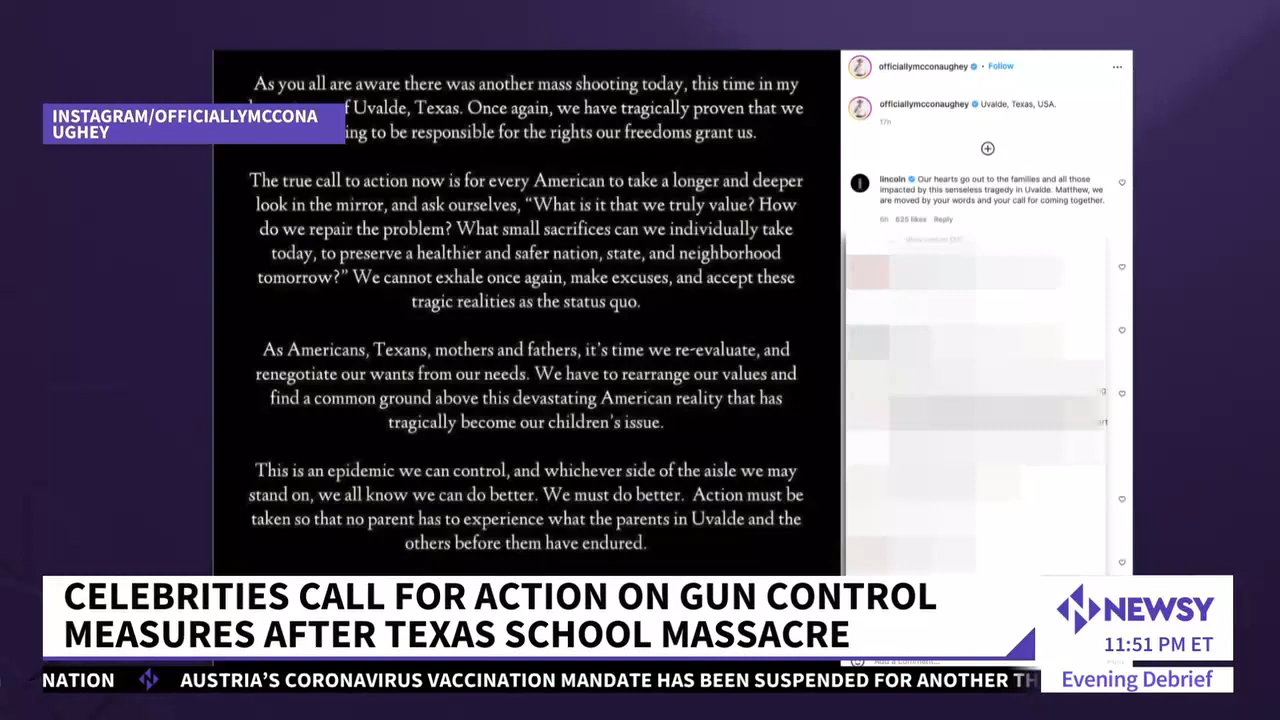 As you all are aware there was another mass shooting today, this time in my
f Uvalde, Texas. Once again, we have tragically proven that we
ing to be responsible for the rights our freedoms grant us.
INSTAGRAM/OFFICIALLYMCCONA
UGHEY
The true call to action now is for every American to take a longer and deeper
look in the mirror, and ask ourselves, “What is it that we truly value? How
do we repair the problem? What small sacrifices can we individually take
today, to preserve a healthier and safer nation, state, and neighborhood
tomorrow?” We cannot exhale once again, make excuses, and accept these
tragic realities as the status quo.
As Americans, Texans, mothers and fathers, it’s time we re-evaluate, and
renegotiate our wants from our needs. We have to rearrange our values and
find a common ground above this devastating American reality that has
tragically become our children’s issue.
This is an epidemic we can control, and whichever side of the aisle we may
stand on, we all know we can do better. We must do better. Action must be
taken so that no parent has to experience what the parents in Uvalde and the
others before them have endured.
officiallymcconaughey • Follow
officiallymcconaughey Uvalde, Texas, USA.
17h
lincoln Our hearts go out to the families and all those
impacted by this senseless tragedy in Uvalde. Matthew, we
are moved by your words and your call for coming together.
6h 625 likes Reply
CELEBRITIES CALL FOR ACTION ON GUN CONTROL
MEASURES AFTER TEXAS SCHOOL MASSACRE
NEWSY
11:51 PM ET
Evening Debrief
NATION AUSTRIA’S CORONAVIRUS VACCINATION MANDATE HAS BEEN SUSPENDED FOR ANOTHER TH